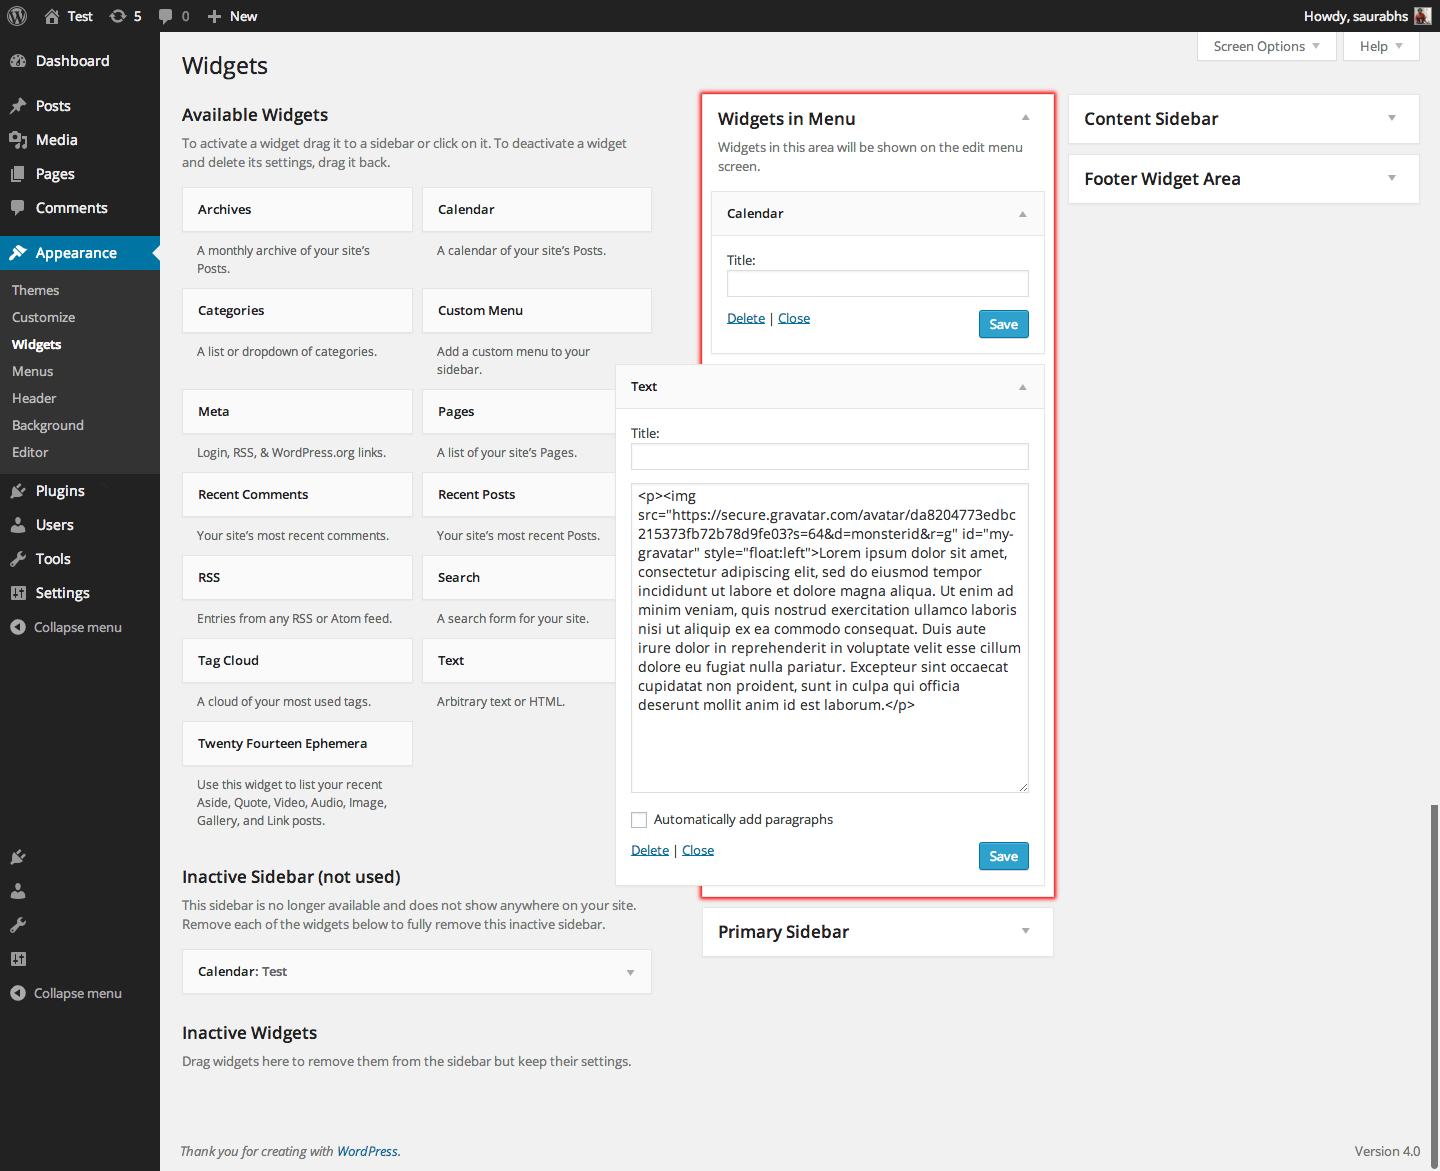 Test
5
0
New
Howdy, saurabhs
Dashboard
Posts
Media
Pages
Comments
Appearance
Themes
Customize
Widgets
Menus
Header
Background
Editor
Plugins
Users
Tools
Settings
Collapse menu
Collapse menu
Screen Options
Help
Widgets
Available Widgets
To activate a widget drag it to a sidebar or click on it. To deactivate a widget
and delete its settings, drag it back.
Archives
A monthly archive of your site's
Posts.
Calendar
A calendar of your site's Posts.
Categories
A list or dropdown of categories.
Custom Menu
Add a custom menu to your
sidebar.
Meta
Login, RSS, & WordPress.org links.
Pages
A list of your site's Pages.
Recent Comments
Your site's most recent comments.
Recent Posts
Your site's most recent Posts.
RSS
Entries from any RSS or Atom feed.
Search
A search form for your site.
Tag Cloud
A cloud of your most used tags.
Text
Arbitrary text or HTML.
Twenty Fourteen Ephemera
Use this widget to list your recent
Aside, Quote, Video, Audio, Image,
Gallery, and Link posts.
Inactive Sidebar (not used)
This sidebar is no longer available and does not show anywhere on your site.
Remove each of the widgets below to fully remove this inactive sidebar.
Calendar: Test
Inactive Widgets
Drag widgets here to remove them from the sidebar but keep their settings.
Widgets in Menu
Widgets in this area will be shown on the edit menu
screen.
Calendar
Title:
Delete | Close
Save
Text
Title:
<p><img
src="https://secure.gravatar.com/avatar/da8204773edbc
215373fb72b78d9fe03?s=64&d=monsterid&r=g" id="my-
gravatar" style="float:left">Lorem ipsum dolor sit amet,
consectetur adipiscing elit, sed do eiusmod tempor
incididunt ut labore et dolore magna aliqua. Ut enim ad
minim veniam, quis nostrud exercitation ullamco laboris
nisi ut aliquip ex ea commodo consequat. Duis aute
irure dolor in reprehenderit in voluptate velit esse cillum
dolore eu fugiat nulla pariatur. Excepteur sint occaecat
cupidatat non proident, sunt in culpa qui officia
deserunt mollit anim id est laborum.</p>
Automatically add paragraphs
Delete | Close
Save
Primary Sidebar
Content Sidebar
Footer Widget Area
Thank you for creating with WordPress.
Version 4.0